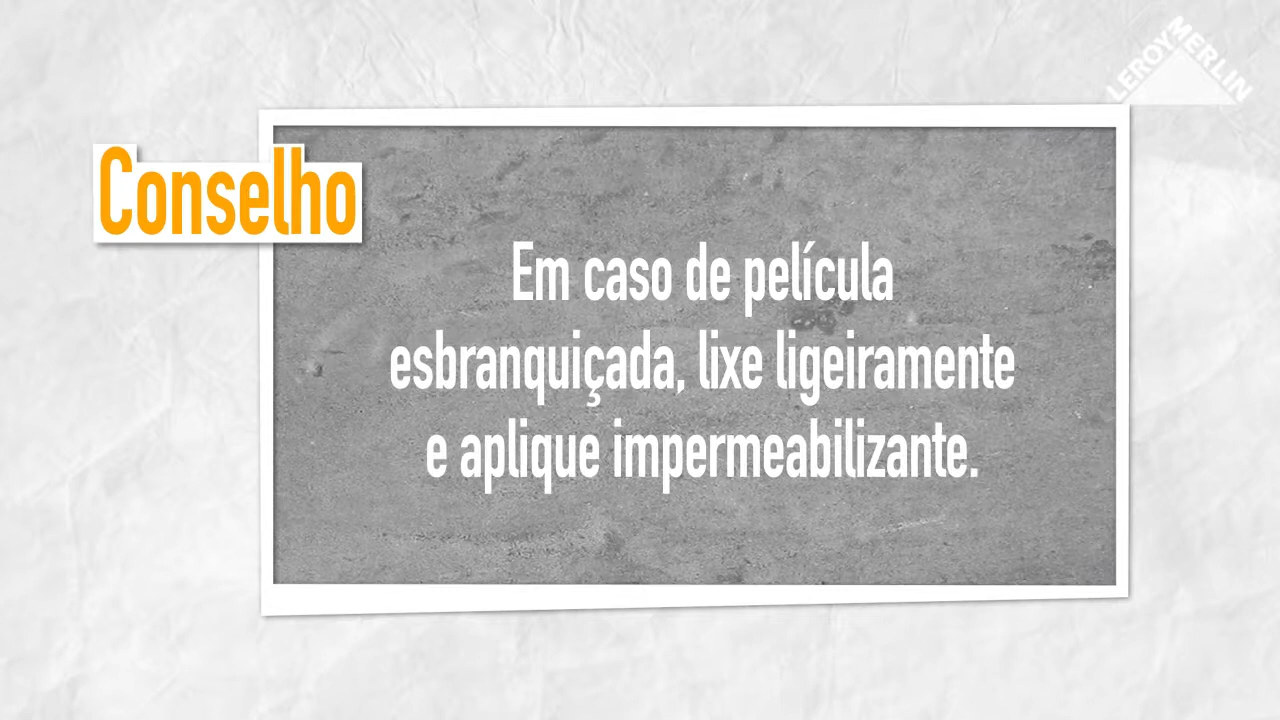 LEROY MERLIN
Conselho
Em caso de película
esbranquiçada, lixe ligeiramente
e aplique impermeabilizante.